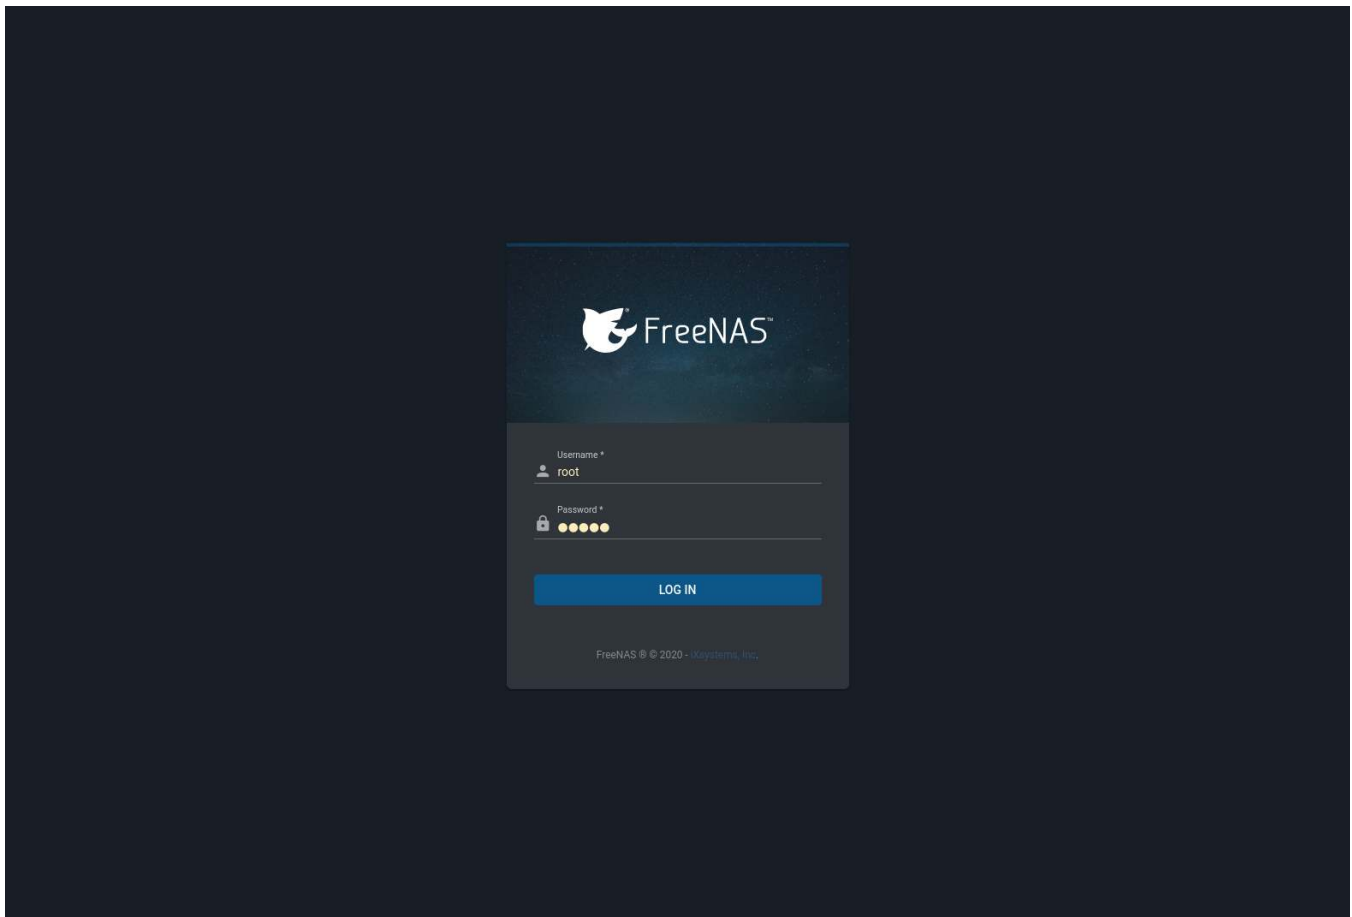 FreeNAS™
Username *
root
Password *
LOG IN
FreeNAS ® © 2020 - iXsystems, Inc.